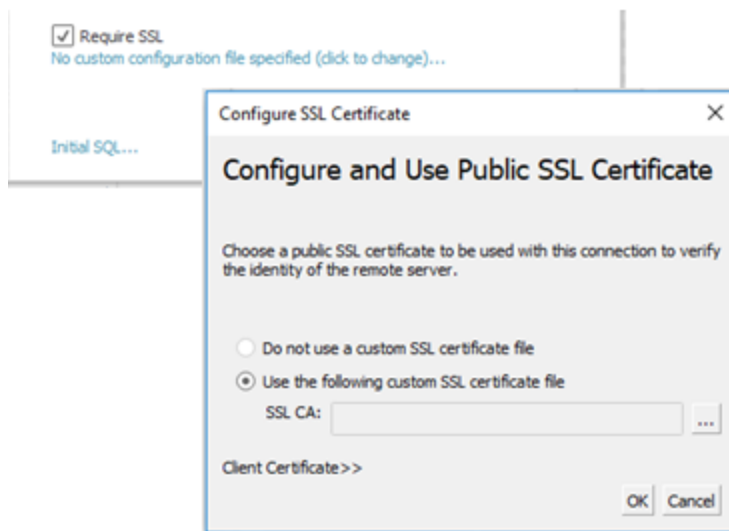 Require SSL
No custom configuration file specified (click to change)...
Initial SQL...
Configure SSL Certificate
Configure and Use Public SSL Certificate
Choose a public SSL certificate to be used with this connection to verify
the identity of the remote server.
Do not use a custom SSL certificate file
Use the following custom SSL certificate file
SSL CA:
...
Client Certificate>>
OK Cancel